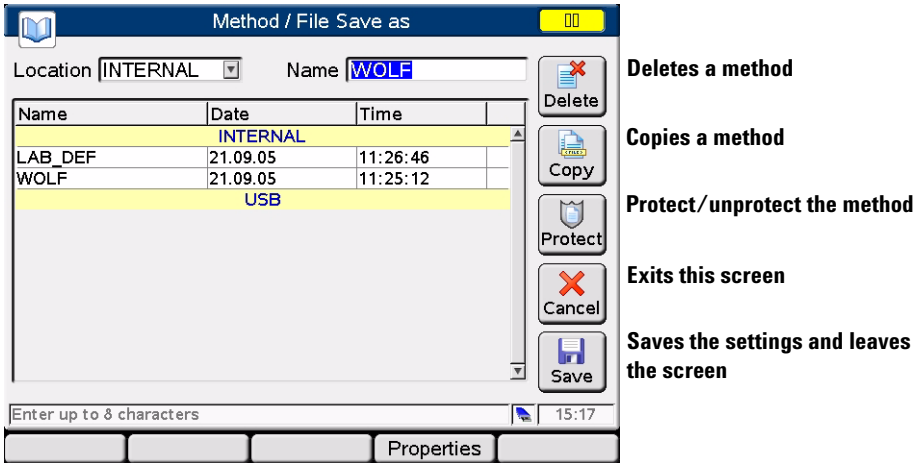 Method / File Save as
Location INTERNAL Name WOLF
Delete
Deletes a method
Name Date Time
INTERNAL
LAB_DEF 21.09.05 11:26:46
WOLF 21.09.05 11:25:12
USB
Copy
Copies a method
Protect
Protect/unprotect the method
Cancel
Exits this screen
Save
Saves the settings and leaves
the screen
Enter up to 8 characters 15:17
Properties